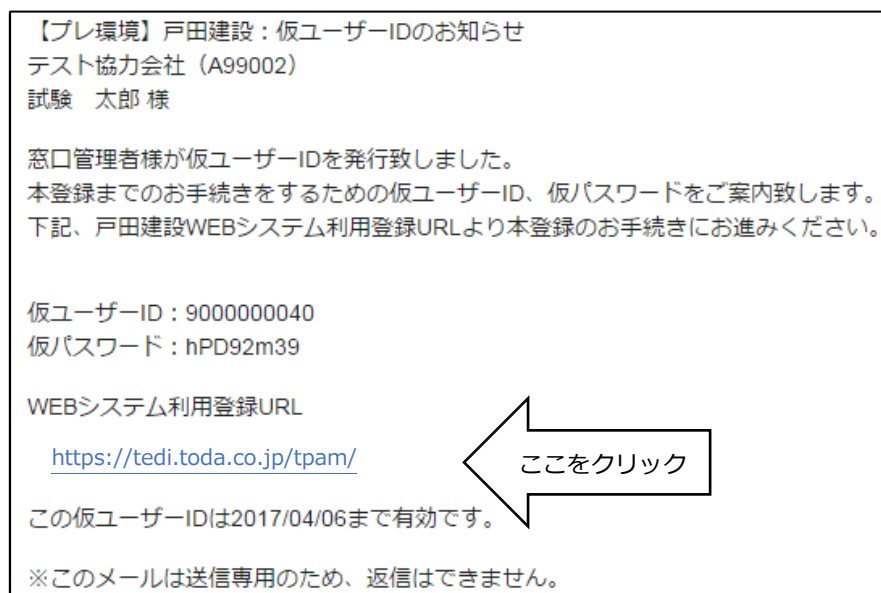 【プレ環境】戸田建設：仮ユーザーIDのお知らせ
テスト協力会社（A99002）
試験　太郎 様
窓口管理者様が仮ユーザーIDを発行致しました。
本登録までのお手続きをするための仮ユーザーID、仮パスワードをご案内致します。
下記、戸田建設WEBシステム利用登録URLより本登録のお手続きにお進みください。
仮ユーザーID：9000000040
仮パスワード：hPD92m39
WEBシステム利用登録URL
https://tedi.toda.co.jp/tpam/
ここをクリック
この仮ユーザーIDは2017/04/06まで有効です。
※このメールは送信専用のため、返信はできません。